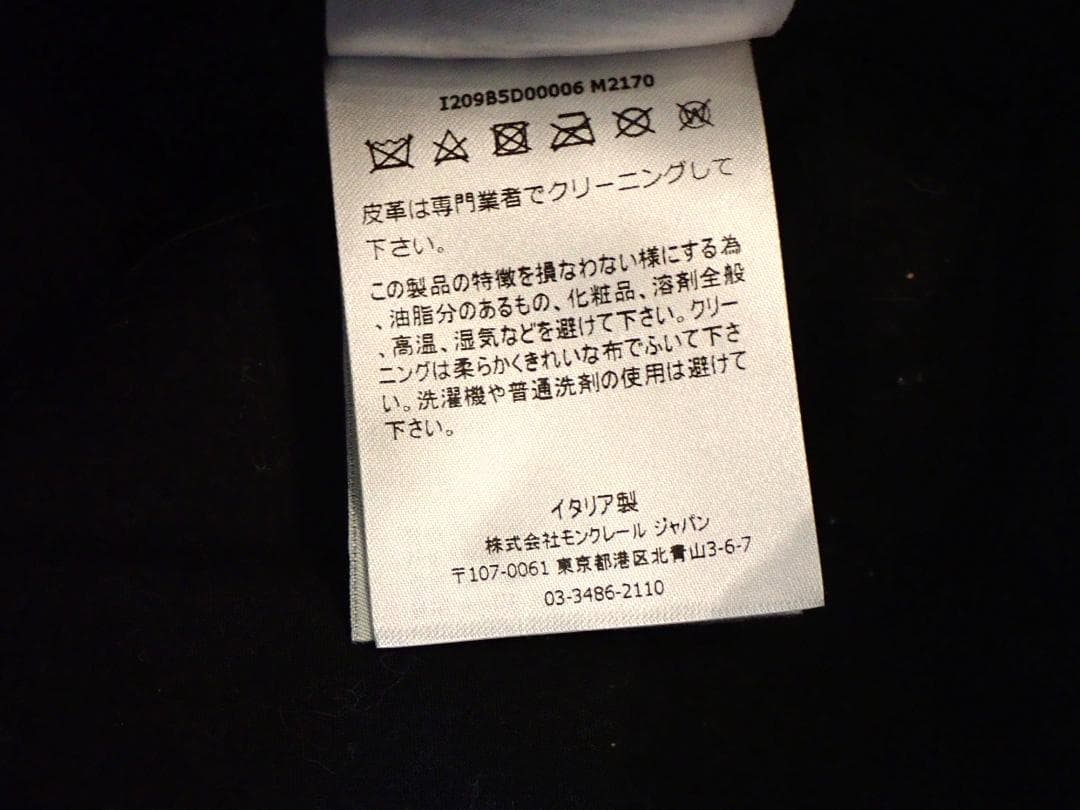 I209B5D00006 M2170
皮革は専門業者でクリーニングして
下さい。
この製品の特徴を損なわない様にする為
、油脂分のあるもの、化粧品、溶剤全般
、高温、湿気などを避けて下さい。クリー
ニングは柔らかくきれいな布でふいて下さ
い。洗濯機や普通洗剤の使用は避けて
下さい。
イタリア製
株式会社モンクレール ジャパン
〒107-0061 東京都港区北青山3-6-7
03-3486-2110